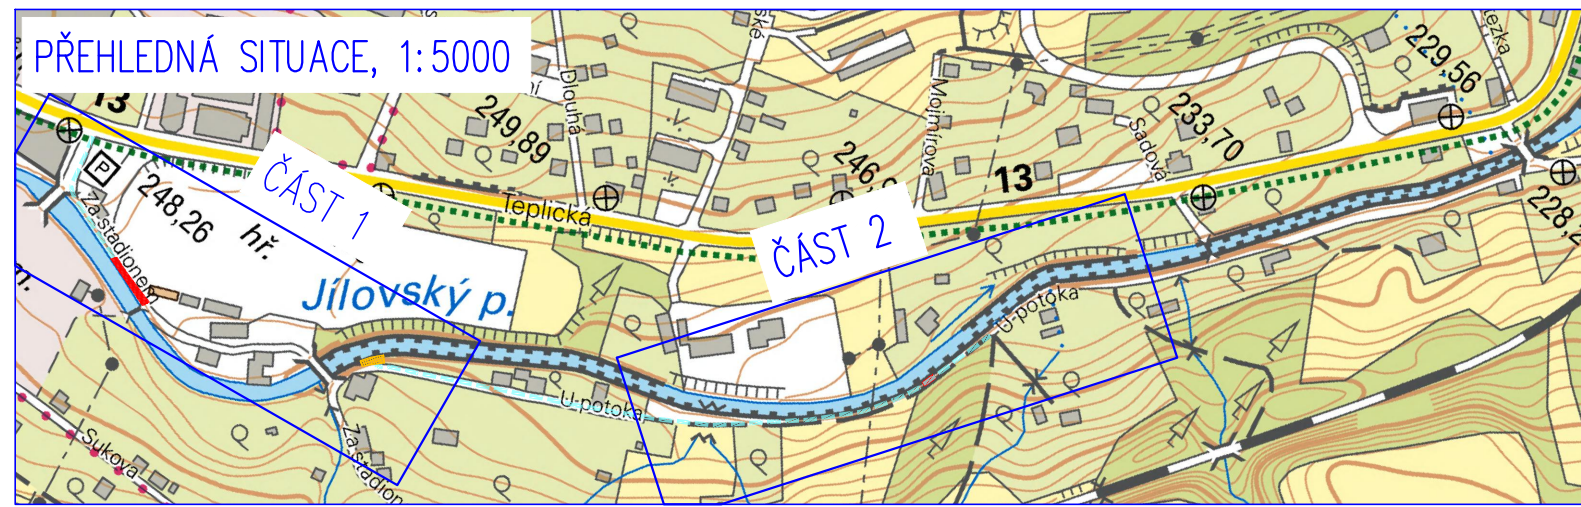 PŘEHLEDNÁ SITUACE, 1:5000
13
Dlouhá
249,89
Mojmírova
Sadová
233,70
229,56
ČÁST 1
P
Za stadionem
248,26
hř.
Teplická
246,9
13
228,2
ČÁST 2
Jílovský p.
U potoka
U potoka
Sukova
Za stadion